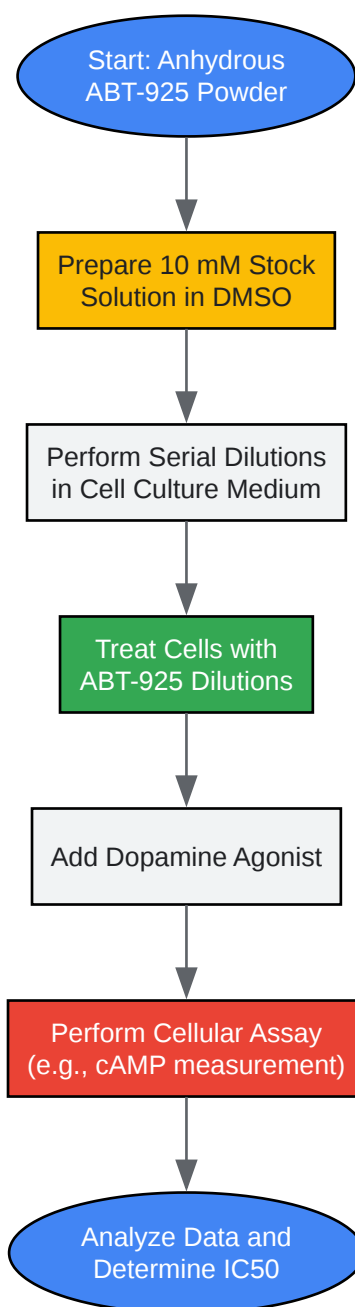 Start: Anhydrous
ABT-925 Powder
Prepare 10 mM Stock
Solution in DMSO
Perform Serial Dilutions
in Cell Culture Medium
Treat Cells with
ABT-925 Dilutions
Add Dopamine Agonist
Perform Cellular Assay
(e.g., cAMP measurement)
Analyze Data and
Determine IC50